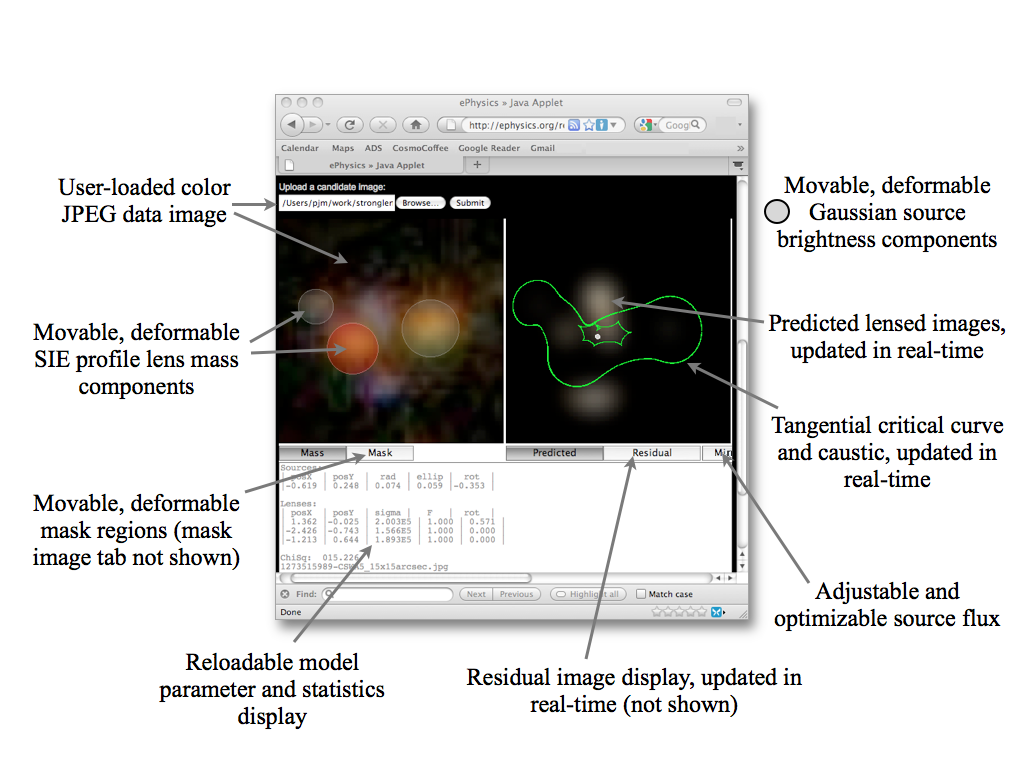 ePhysics » Java Applet
http://ephysics.org/re
Goog
Calendar Maps ADS CosmoCoffee Google Reader Gmail »
ePhysics » Java Applet +
Upload a candidate image:
/Users/pjm/work/strongler Browse... Submit
User-loaded color
JPEG data image
Movable, deformable
Gaussian source
brightness components
Movable, deformable
SIE profile lens mass
components
Predicted lensed images,
updated in real-time
Tangential critical curve
and caustic, updated in
real-time
Mass Mask Predicted Residual
Sources:
| posX | posY | rad | ellip | rot |
| -0.619 | 0.248 | 0.074 | 0.059 | -0.353 |
Lenses:
| posX | posY | sigma | F | rot |
| 1.362 | -0.025 | 2.003E5 | 1.000 | 0.571 |
| -2.426 | -0.743 | 1.566E5 | 1.000 | 0.000 |
| -1.213 | 0.644 | 1.893E5 | 1.000 | 0.000 |
ChiSq: 015.226
Movable, deformable
mask regions (mask
image tab not shown)
Find: Next Previous Highlight all Match case
Done
Adjustable and
optimizable source flux
Reloadable model
parameter and statistics
display
Residual image display, updated in
real-time (not shown)